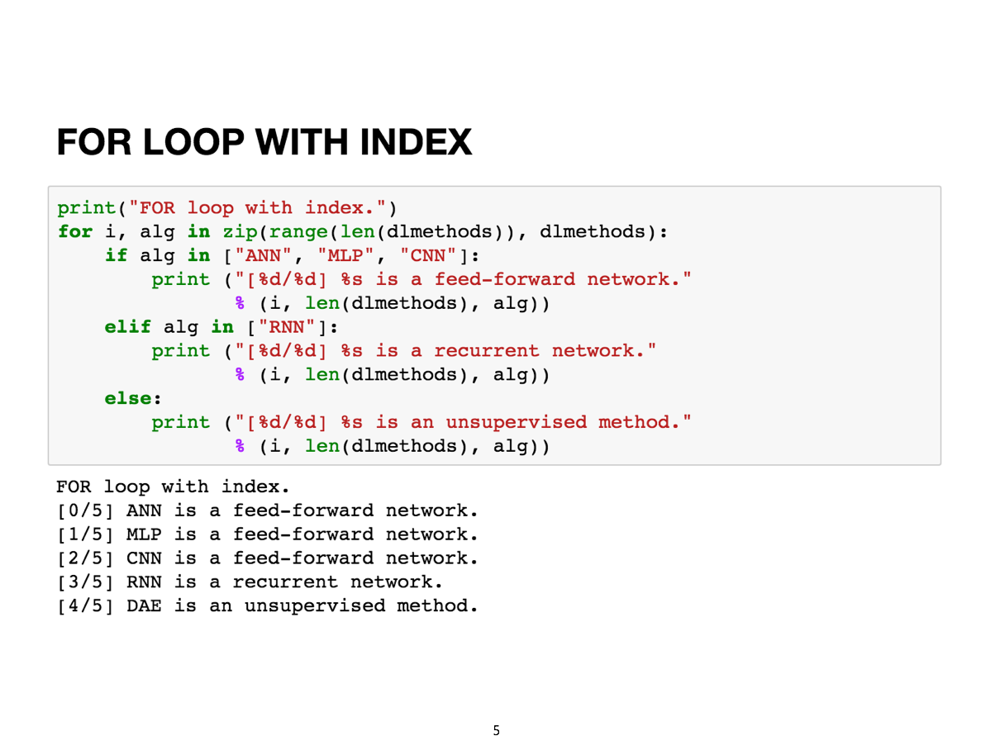 FOR LOOP WITH INDEX
print("FOR loop with index.")
for i, alg in zip(range(len(dlmethods)), dlmethods):
    if alg in ["ANN", "MLP", "CNN"]:
        print ("[%d/%d] %s is a feed-forward network."
               % (i, len(dlmethods), alg))
    elif alg in ["RNN"]:
        print ("[%d/%d] %s is a recurrent network."
               % (i, len(dlmethods), alg))
    else:
        print ("[%d/%d] %s is an unsupervised method."
               % (i, len(dlmethods), alg))
FOR loop with index.
[0/5] ANN is a feed-forward network.
[1/5] MLP is a feed-forward network.
[2/5] CNN is a feed-forward network.
[3/5] RNN is a recurrent network.
[4/5] DAE is an unsupervised method.
5